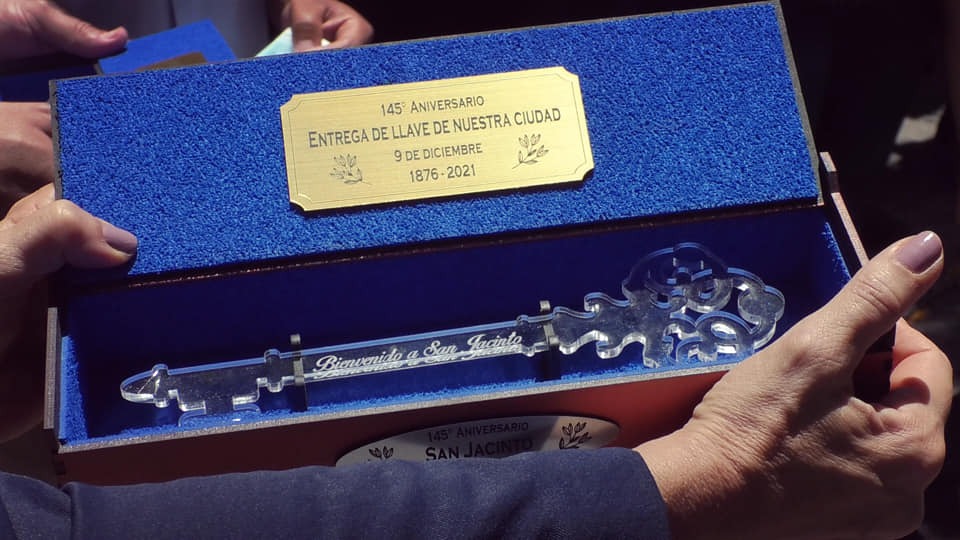 145° ANIVERSARIO
ENTREGA DE LLAVE DE NUESTRA CIUDAD
9 DE DICIEMBRE
1876 - 2021
Bienvenido a San Jacinto
145° ANIVERSARIO
SAN JACINTO